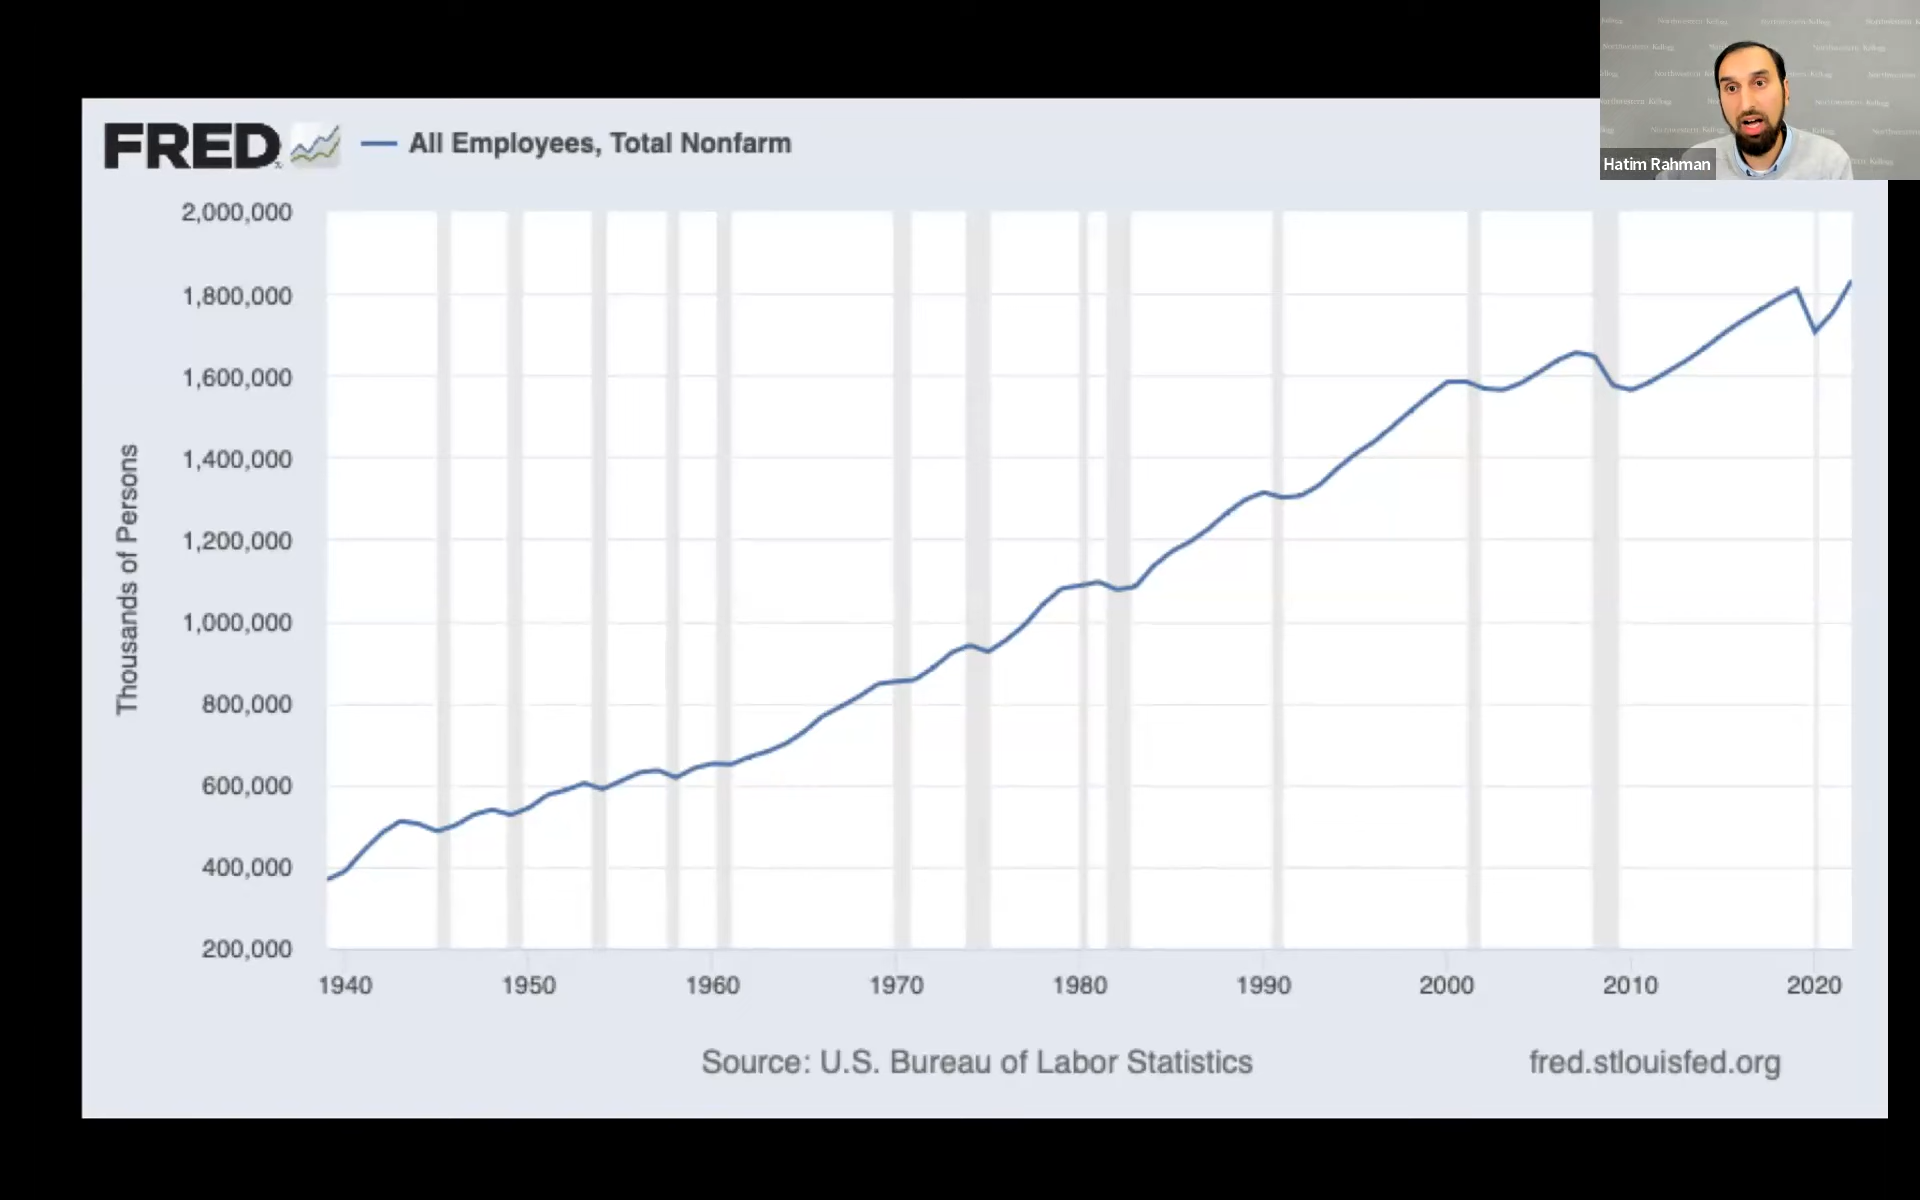 FRED
All Employees, Total Nonfarm
Northwestern Kellogg
Hatim Rahman
Thousands of Persons
2,000,000
1,800,000
1,600,000
1,400,000
1,200,000
1,000,000
800,000
600,000
400,000
200,000
1940 1950 1960 1970 1980 1990 2000 2010 2020
Source: U.S. Bureau of Labor Statistics
fred.stlouisfed.org